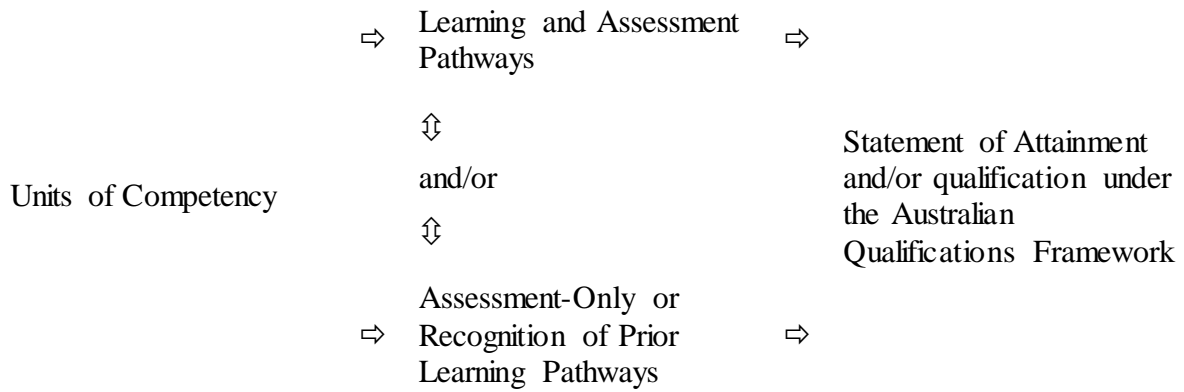 Units of Competency
⇨
Learning and Assessment
Pathways
⇨
⇕
and/or
⇕
⇨
Assessment-Only or
Recognition of Prior
Learning Pathways
⇨
Statement of Attainment
and/or qualification under
the Australian
Qualifications Framework